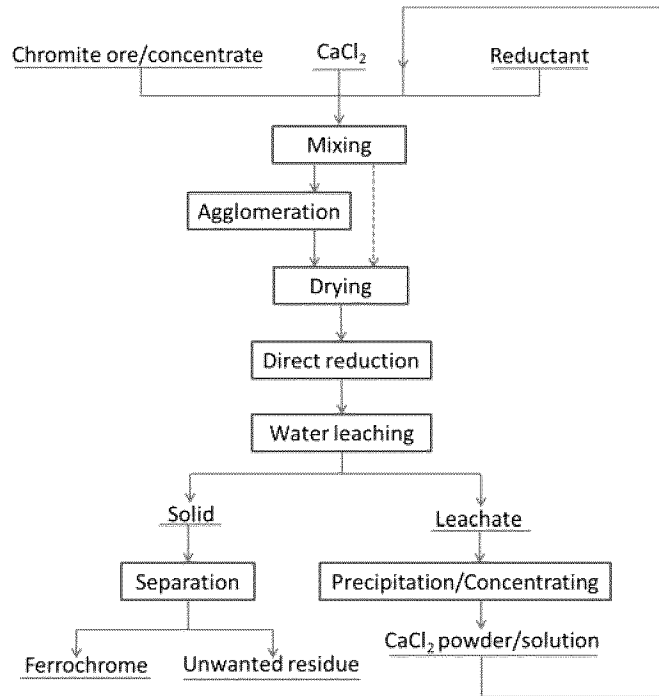 Chromite ore/concentrate
CaCl₂
Reductant
Mixing
Agglomeration
Drying
Direct reduction
Water leaching
Solid
Leachate
Separation
Precipitation/Concentrating
Ferrochrome
Unwanted residue
CaCl₂ powder/solution